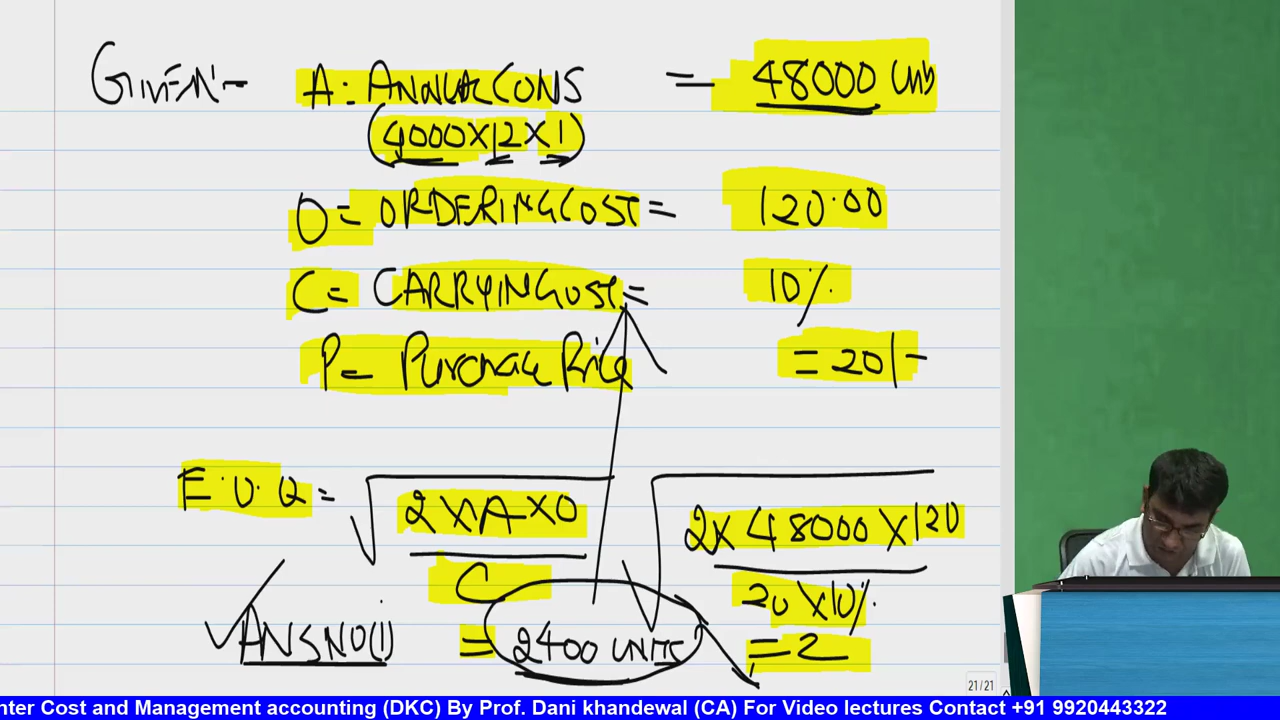 GIVEN:-
A: ANNUAL CONS = 48000 Units
(4000X12X1)
O = ORDERING COST = 120.00
C = CARRYING COST = 10%
P = Purchase Price = 20/-
E.O.Q = √ 2XAXO / C √ 2X48000X120 / 20X10%
ANS NO(1) = 2400 UNITS = 2
21/21
nter Cost and Management accounting (DKC) By Prof. Dani khandewal (CA) For Video lectures Contact +91 9920443322